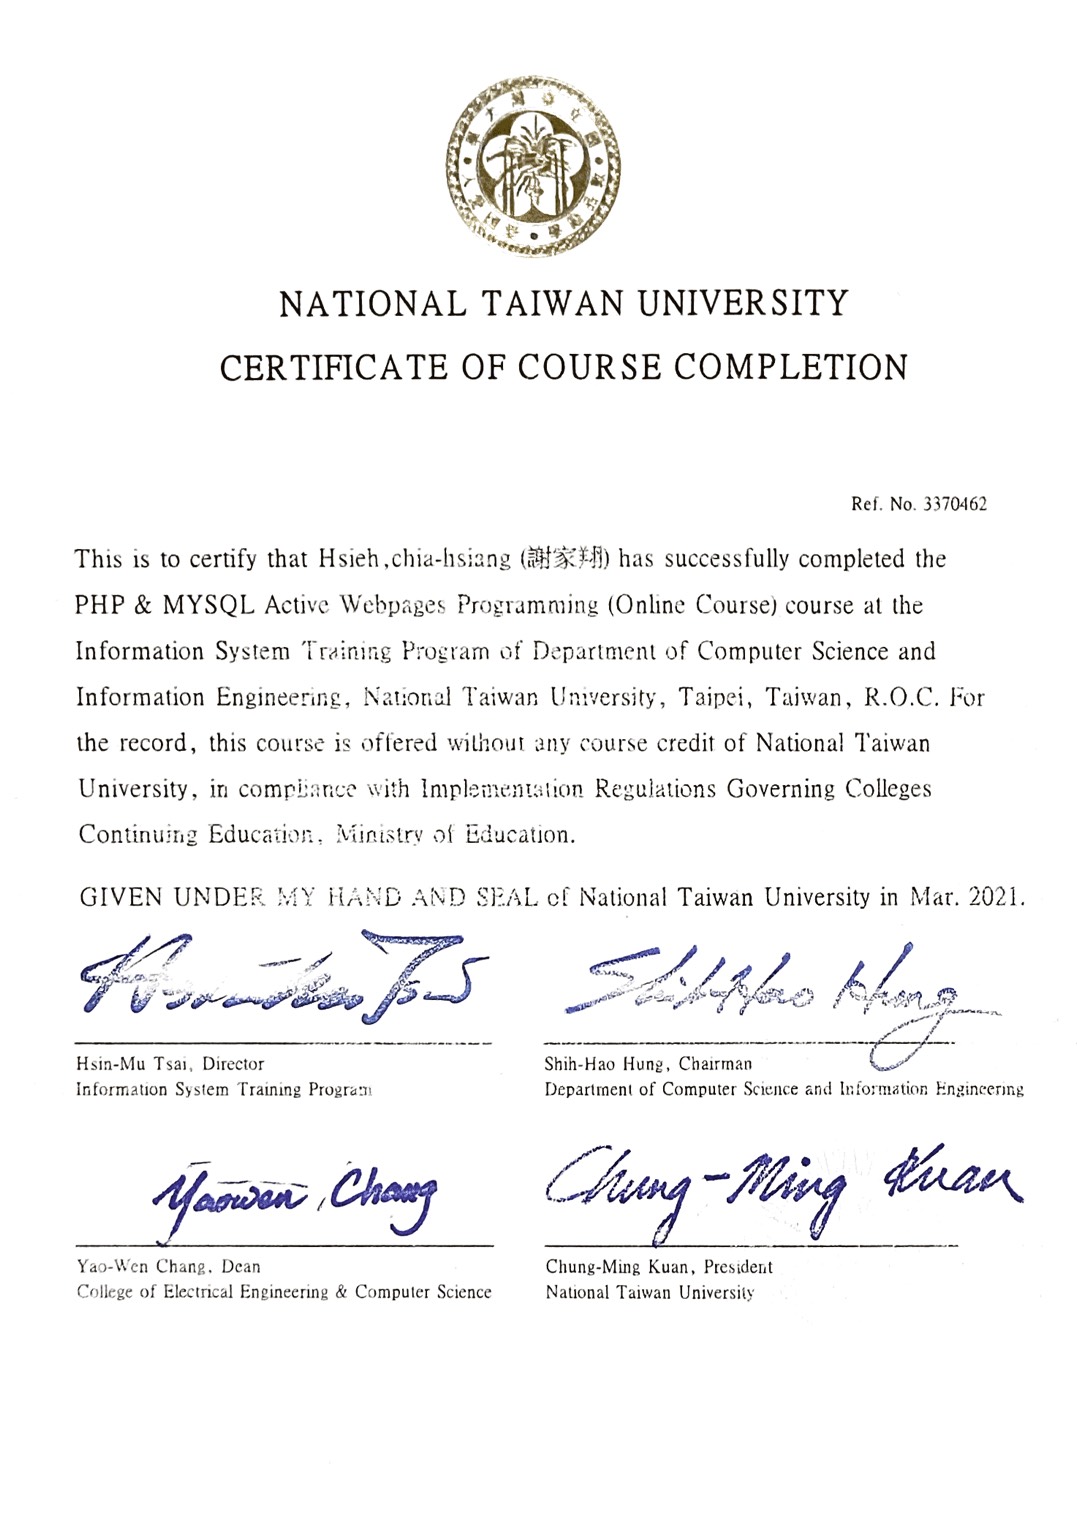 NATIONAL TAIWAN UNIVERSITY
CERTIFICATE OF COURSE COMPLETION
Ref. No. 3370462
This is to certify that Hsieh,chia-hsiang (謝家翔) has successfully completed the
PHP & MYSQL Active Webpages Programming (Online Course) course at the
Information System Training Program of Department of Computer Science and
Information Engineering, National Taiwan University, Taipei, Taiwan, R.O.C. For
the record, this course is offered without any course credit of National Taiwan
University, in compliance with Implementation Regulations Governing Colleges
Continuing Education, Ministry of Education.
GIVEN UNDER MY HAND AND SEAL of National Taiwan University in Mar. 2021.
Shih-Hao Hung
Hsin-Mu Tsai, Director
Information System Training Program
Shih-Hao Hung, Chairman
Department of Computer Science and Information Engineering
Yaowen Chang
Chung-Ming Kuan
Yao-Wen Chang, Dean
College of Electrical Engineering & Computer Science
Chung-Ming Kuan, President
National Taiwan University